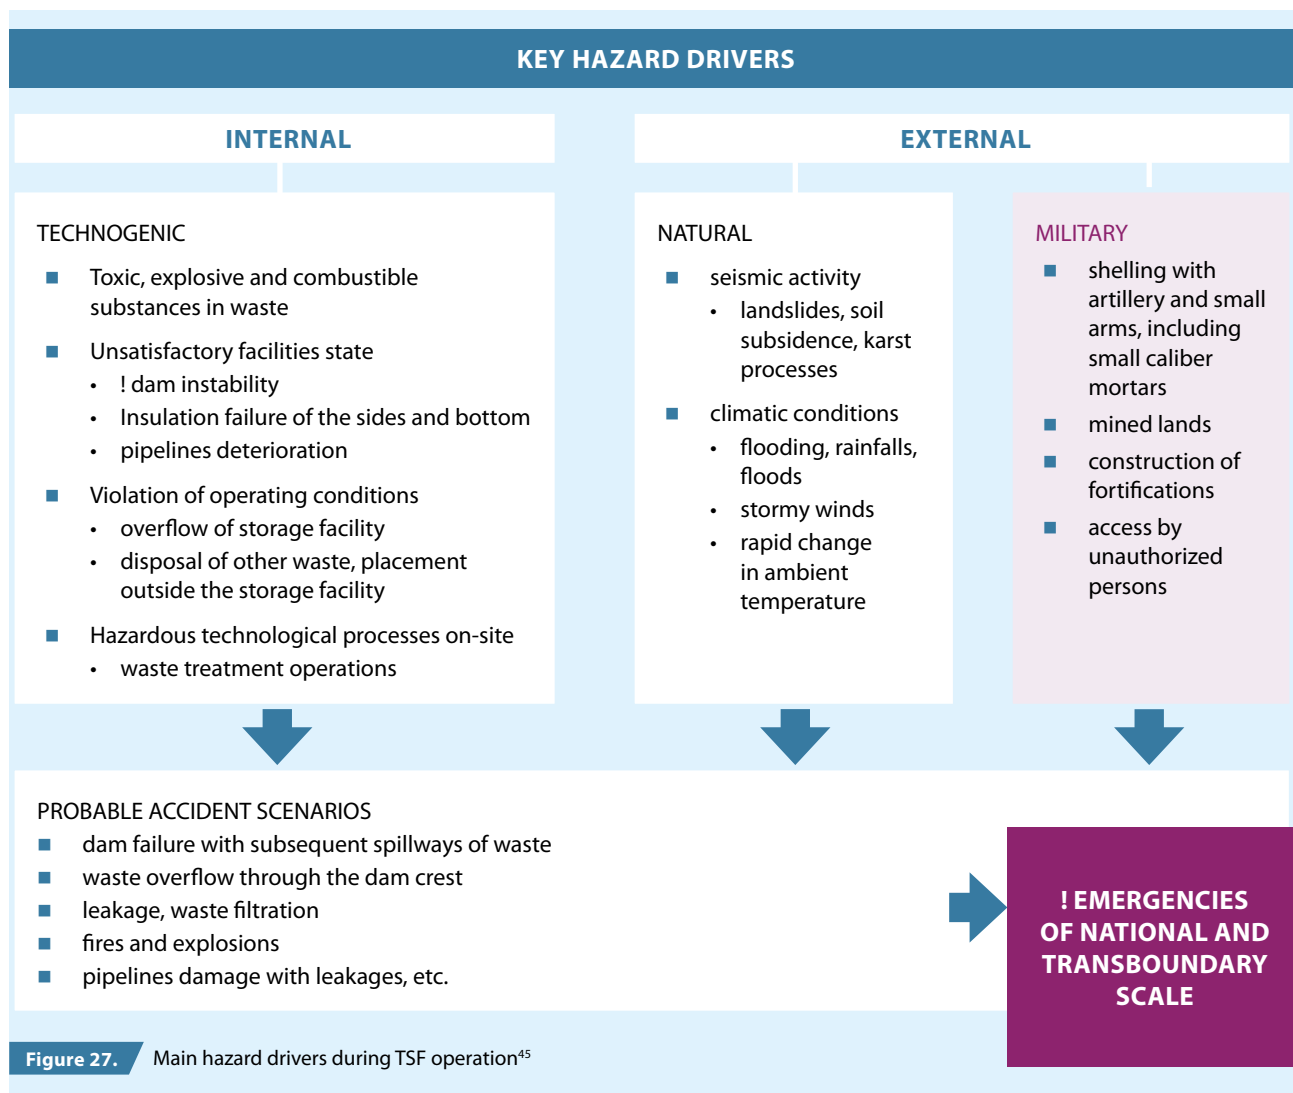 KEY HAZARD DRIVERS
INTERNAL
TECHNOGENIC
■ Toxic, explosive and combustible
substances in waste
■ Unsatisfactory facilities state
• ! dam instability
• Insulation failure of the sides and bottom
• pipelines deterioration
■ Violation of operating conditions
• overflow of storage facility
• disposal of other waste, placement
outside the storage facility
■ Hazardous technological processes on-site
• waste treatment operations
EXTERNAL
NATURAL
■ seismic activity
• landslides, soil
subsidence, karst
processes
■ climatic conditions
• flooding, rainfalls,
floods
• stormy winds
• rapid change
in ambient
temperature
MILITARY
■ shelling with
artillery and small
arms, including
small caliber
mortars
■ mined lands
■ construction of
fortifications
■ access by
unauthorized
persons
PROBABLE ACCIDENT SCENARIOS
■ dam failure with subsequent spillways of waste
■ waste overflow through the dam crest
■ leakage, waste filtration
■ fires and explosions
■ pipelines damage with leakages, etc.
! EMERGENCIES
OF NATIONAL AND
TRANSBOUNDARY
SCALE
Figure 27. Main hazard drivers during TSF operation45